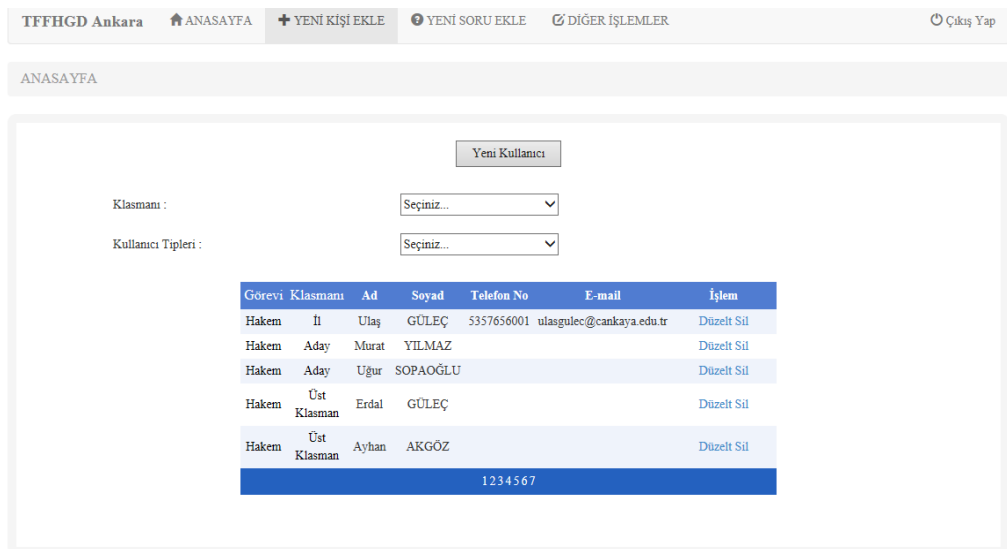 TFFHGD Ankara ANASAYFA YENİ KİŞİ EKLE YENİ SORU EKLE DİĞER İŞLEMLER Çıkış Yap
ANASAYFA
Yeni Kullanıcı
Klasmanı : Seçiniz...
Kullanıcı Tipleri : Seçiniz...
Görevi Klasmanı Ad Soyad Telefon No E-mail İşlem
Hakem İl Ulaş GÜLEÇ 5357656001 ulasgulec@cankaya.edu.tr Düzelt Sil
Hakem Aday Murat YILMAZ Düzelt Sil
Hakem Aday Uğur SOPAOĞLU Düzelt Sil
Hakem Üst Klasman Erdal GÜLEÇ Düzelt Sil
Hakem Üst Klasman Ayhan AKGÖZ Düzelt Sil
1234567